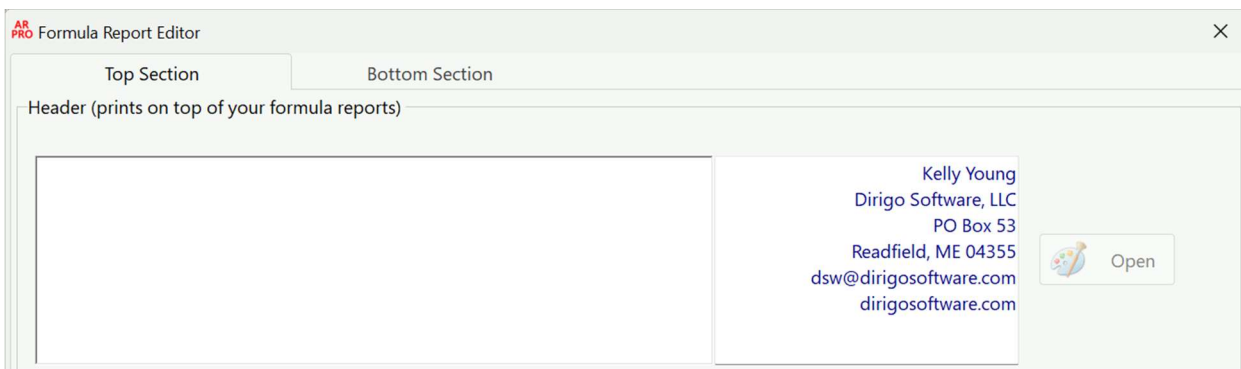 AR
PRO Formula Report Editor
Top Section Bottom Section
Header (prints on top of your formula reports)
Kelly Young
Dirigo Software, LLC
PO Box 53
Readfield, ME 04355
dsw@dirigosoftware.com
dirigosoftware.com
Open